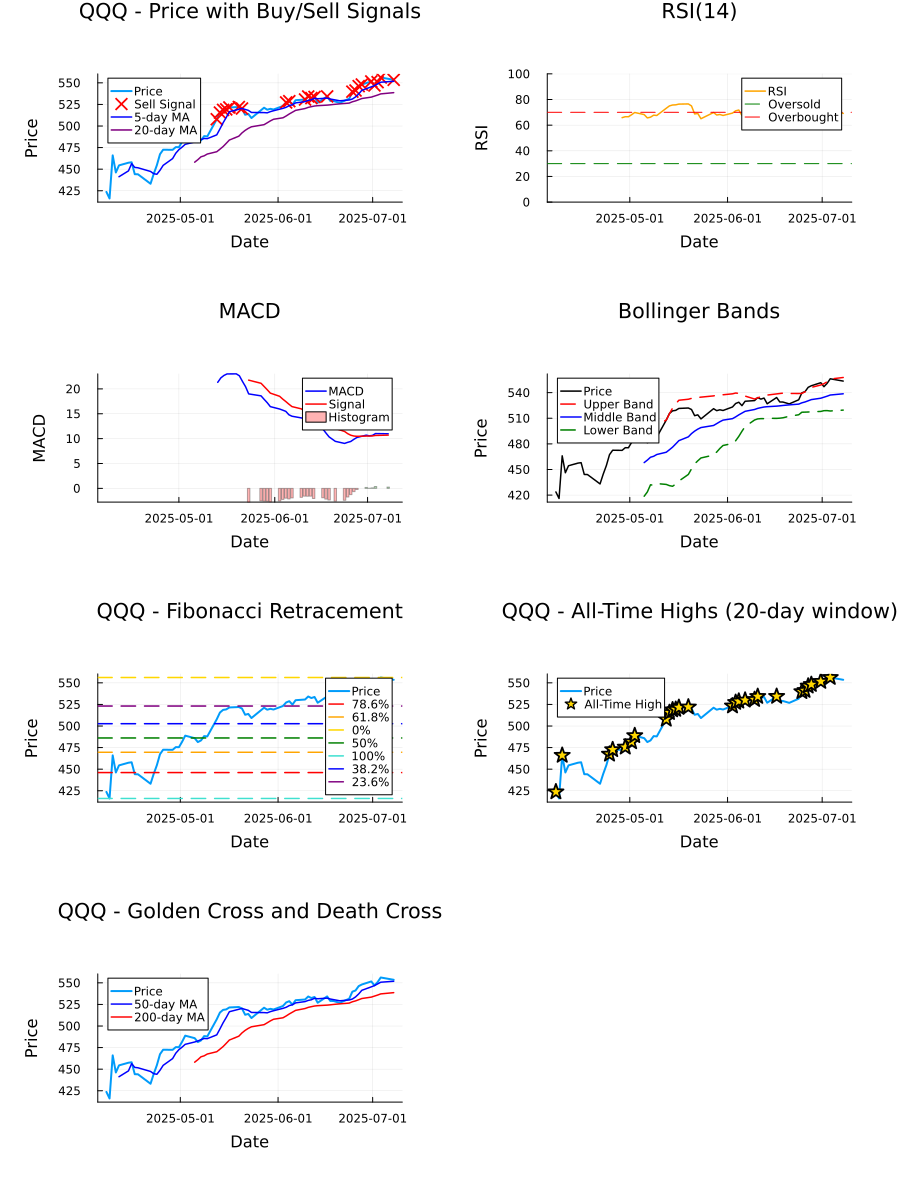 QQQ - Price with Buy/Sell Signals
Price
550
525
500
475
450
425
Price
Sell Signal
5-day MA
20-day MA
2025-05-01
2025-06-01
2025-07-01
Date
RSI(14)
RSI
100
80
60
40
20
0
RSI
Oversold
Overbought
2025-05-01
2025-06-01
2025-07-01
Date
MACD
MACD
20
15
10
5
0
MACD
Signal
Histogram
2025-05-01
2025-06-01
2025-07-01
Date
Bollinger Bands
Price
540
510
480
450
420
Price
Upper Band
Middle Band
Lower Band
2025-05-01
2025-06-01
2025-07-01
Date
QQQ - Fibonacci Retracement
Price
550
525
500
475
450
425
Price
78.6%
61.8%
0%
50%
100%
38.2%
23.6%
2025-05-01
2025-06-01
2025-07-01
Date
QQQ - All-Time Highs (20-day window)
Price
550
525
500
475
450
425
Price
All-Time High
2025-05-01
2025-06-01
2025-07-01
Date
QQQ - Golden Cross and Death Cross
Price
550
525
500
475
450
425
Price
50-day MA
200-day MA
2025-05-01
2025-06-01
2025-07-01
Date